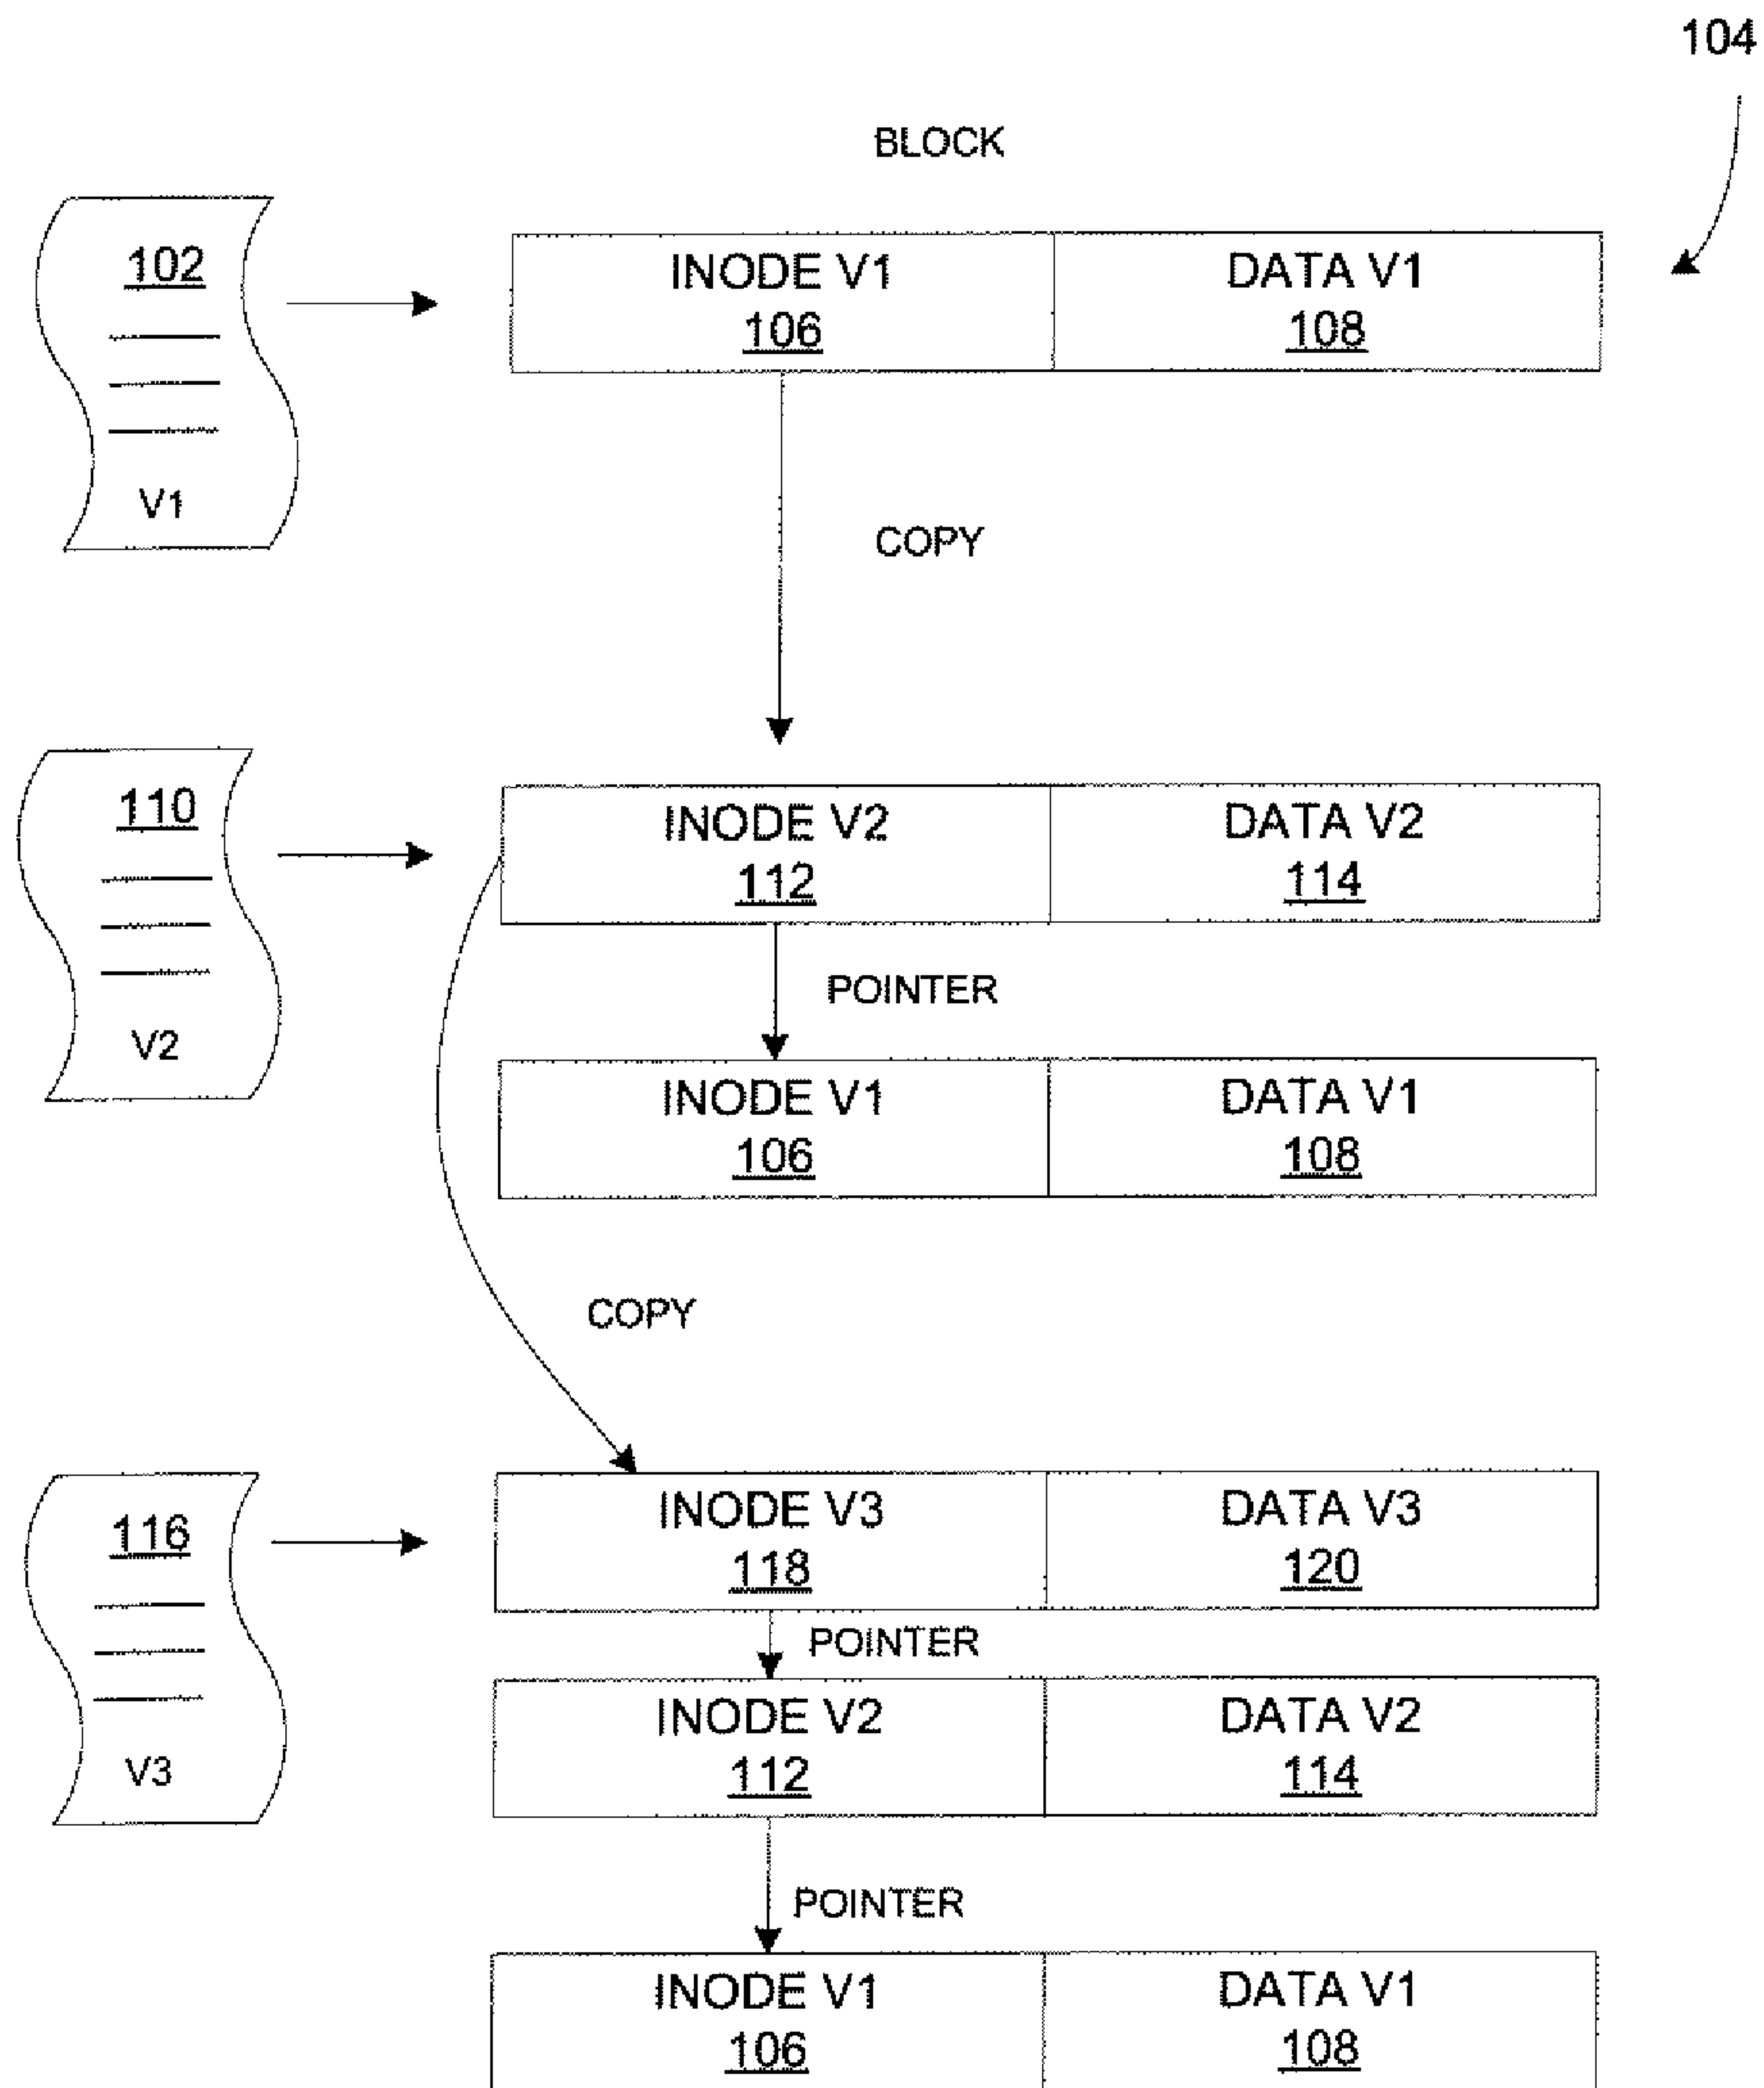 104
BLOCK
102
V1
INODE V1
106
DATA V1
108
COPY
110
V2
INODE V2
112
DATA V2
114
POINTER
INODE V1
106
DATA V1
108
COPY
116
V3
INODE V3
118
DATA V3
120
POINTER
INODE V2
112
DATA V2
114
POINTER
INODE V1
106
DATA V1
108